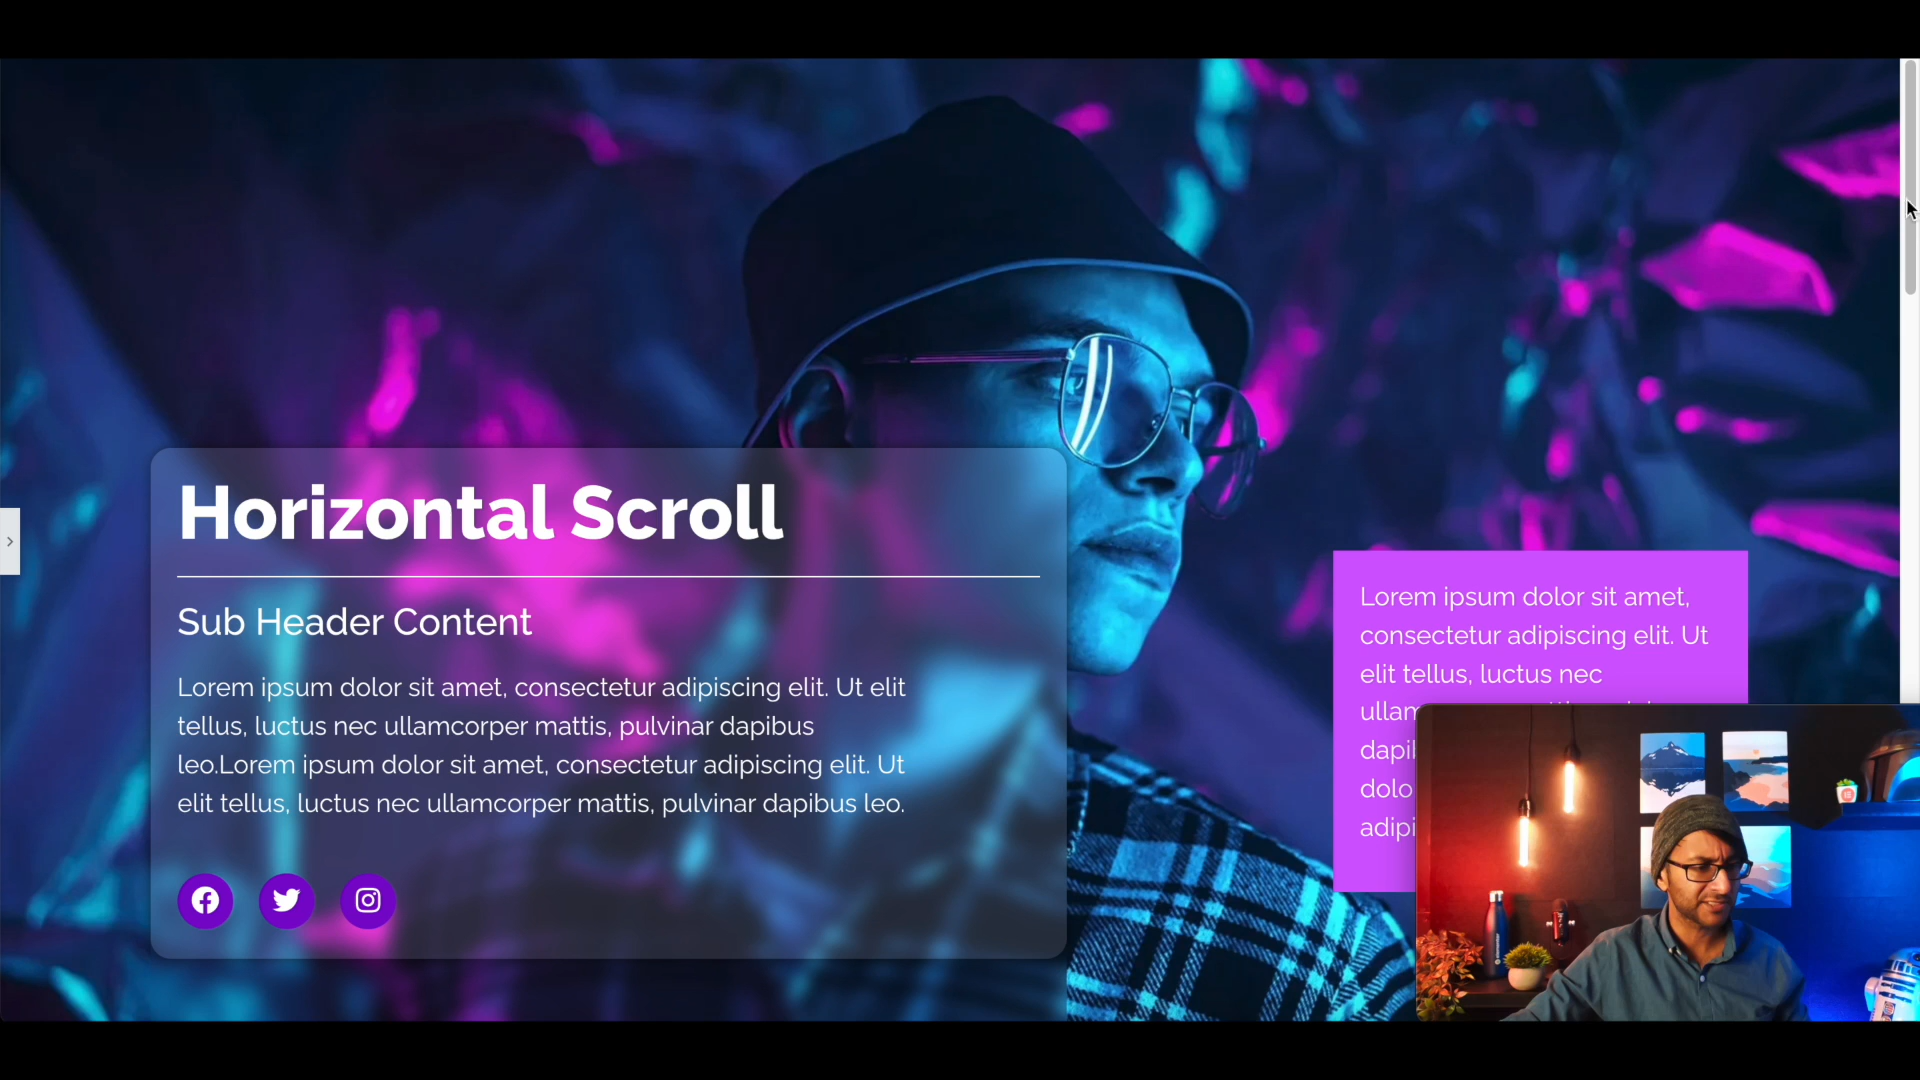 Horizontal Scroll
Sub Header Content
Lorem ipsum dolor sit amet, consectetur adipiscing elit. Ut elit
tellus, luctus nec ullamcorper mattis, pulvinar dapibus
leo.Lorem ipsum dolor sit amet, consectetur adipiscing elit. Ut
elit tellus, luctus nec ullamcorper mattis, pulvinar dapibus leo.
Lorem ipsum dolor sit amet,
consectetur adipiscing elit. Ut
elit tellus, luctus nec